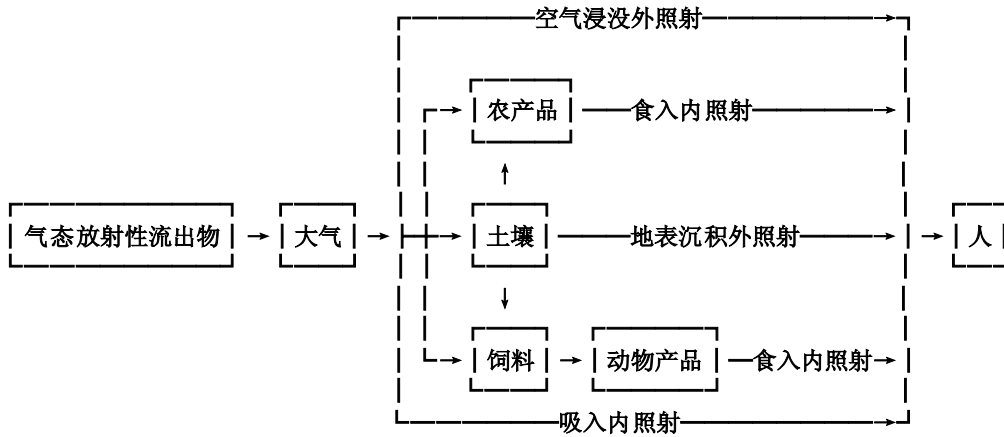 空气浸没外照射
农产品 食入内照射
气态放射性流出物 大气 土壤 地表沉积外照射 人
饲料 动物产品 食入内照射
吸入内照射